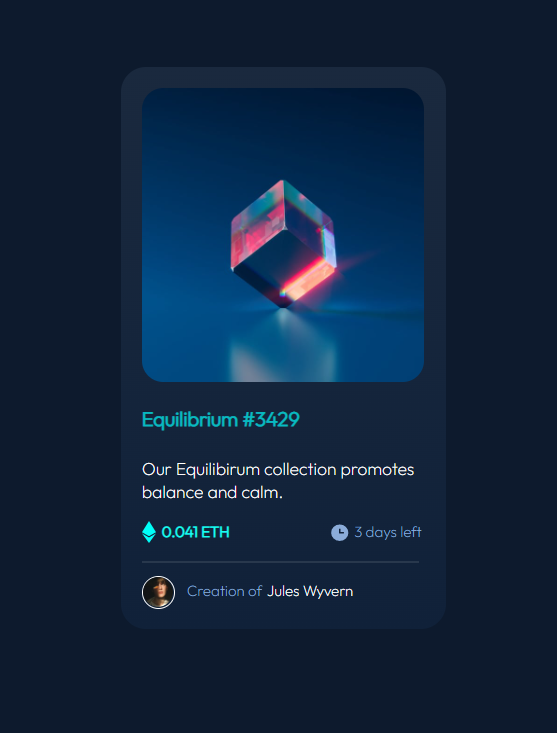 Equilibrium #3429
Our Equilibirum collection promotes
balance and calm.
0.041 ETH
3 days left
Creation of Jules Wyvern